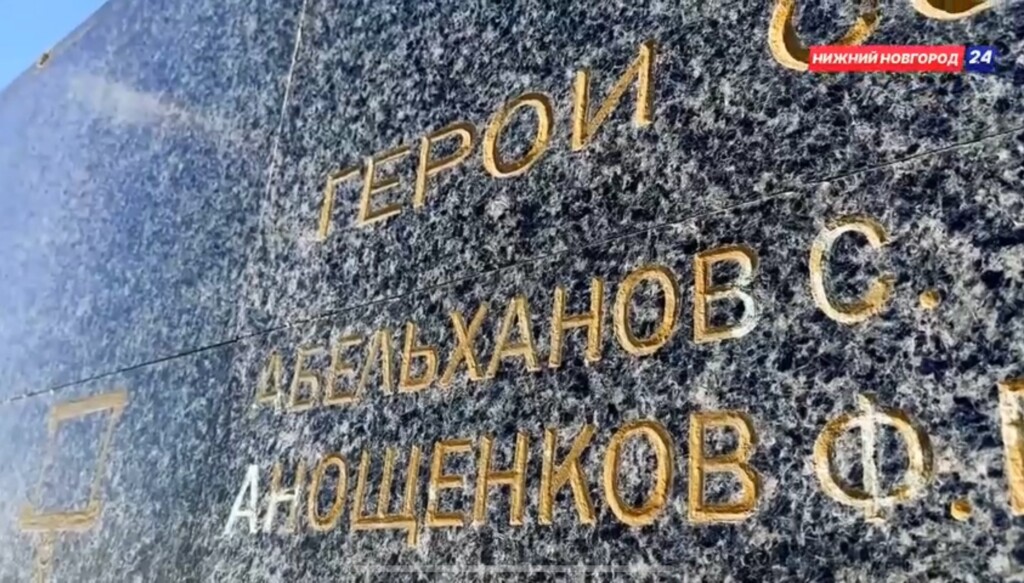 НИЖНИЙ НОВГОРОД 24
ГЕРОИ
АБЕЛЬХАНОВ С.
АНОЩЕНКОВ Ф.